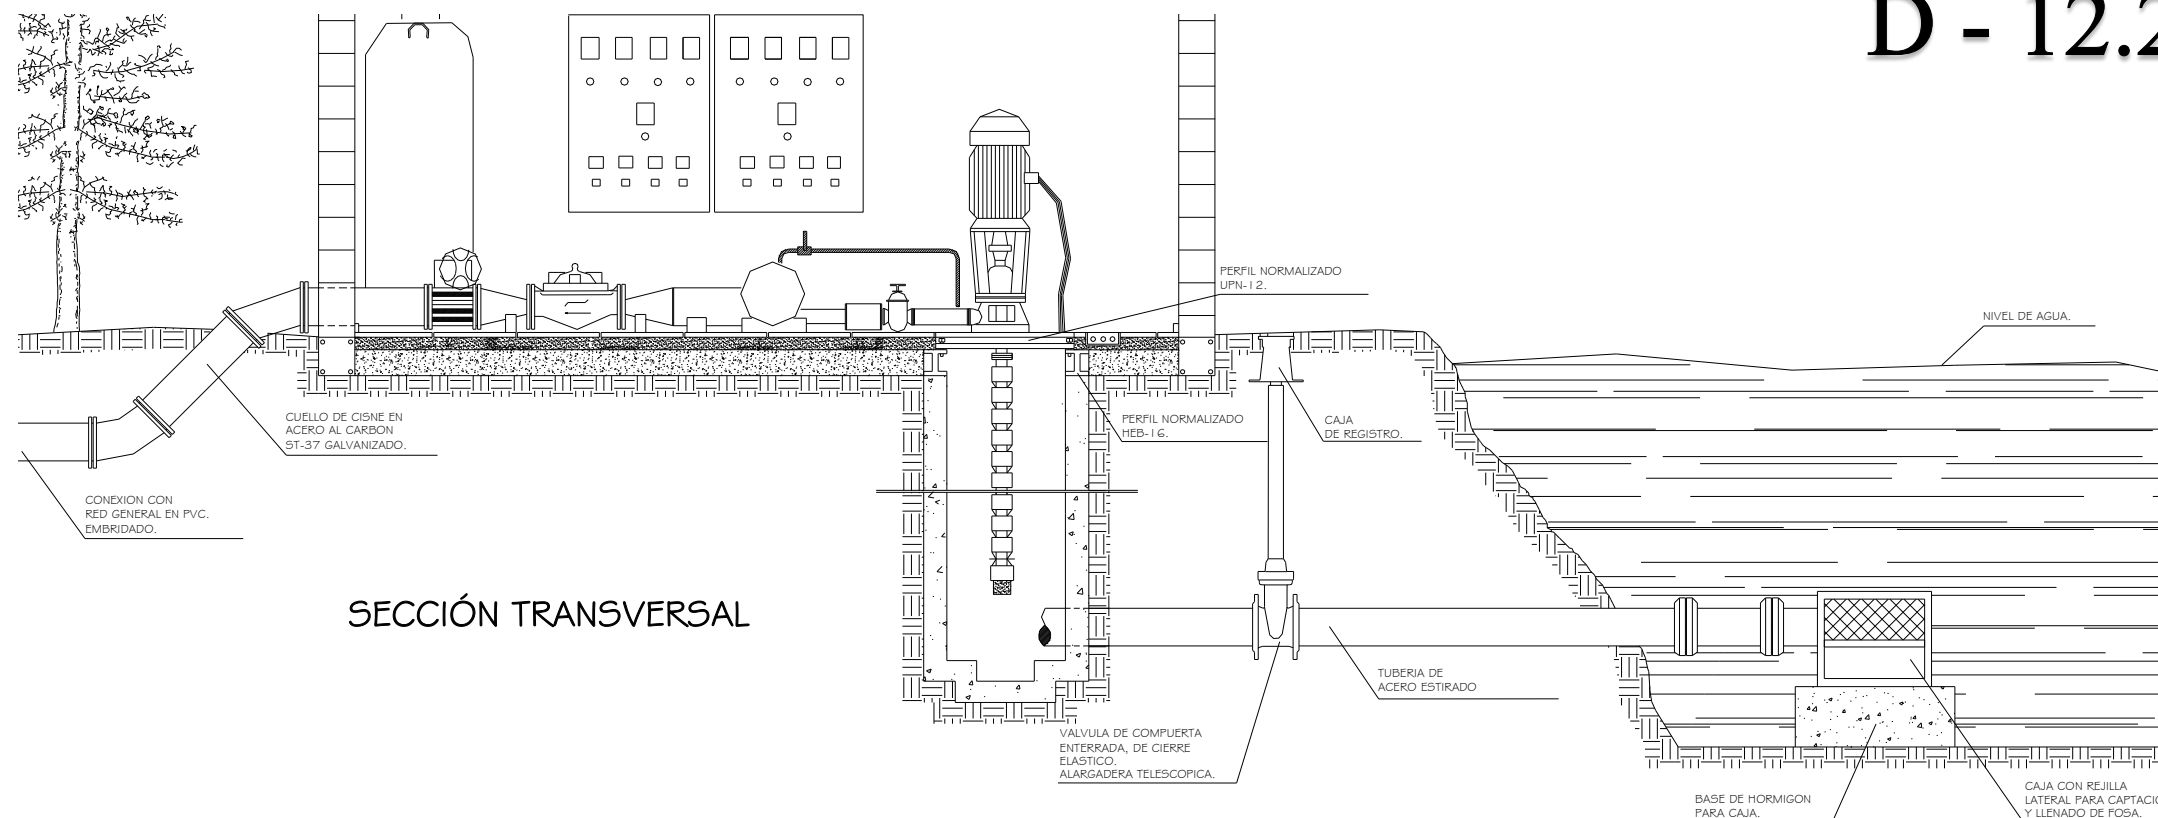 D - 12.2
PERFIL NORMALIZADO
UPN-12.
NIVEL DE AGUA.
CUELLO DE CISNE EN
ACERO AL CARBON
ST-37 GALVANIZADO.
PERFIL NORMALIZADO
HEB-16.
CAJA
DE REGISTRO.
CONEXION CON
RED GENERAL EN PVC.
EMBRIDADO.
SECCIÓN TRANSVERSAL
TUBERIA DE
ACERO ESTIRADO
VALVULA DE COMPUERTA
ENTERRADA, DE CIERRE
ELASTICO.
ALARGADERA TELESCOPICA.
BASE DE HORMIGON
PARA CAJA.
CAJA CON REJILLA
LATERAL PARA CAPTACIO
Y LLENADO DE FOSA.